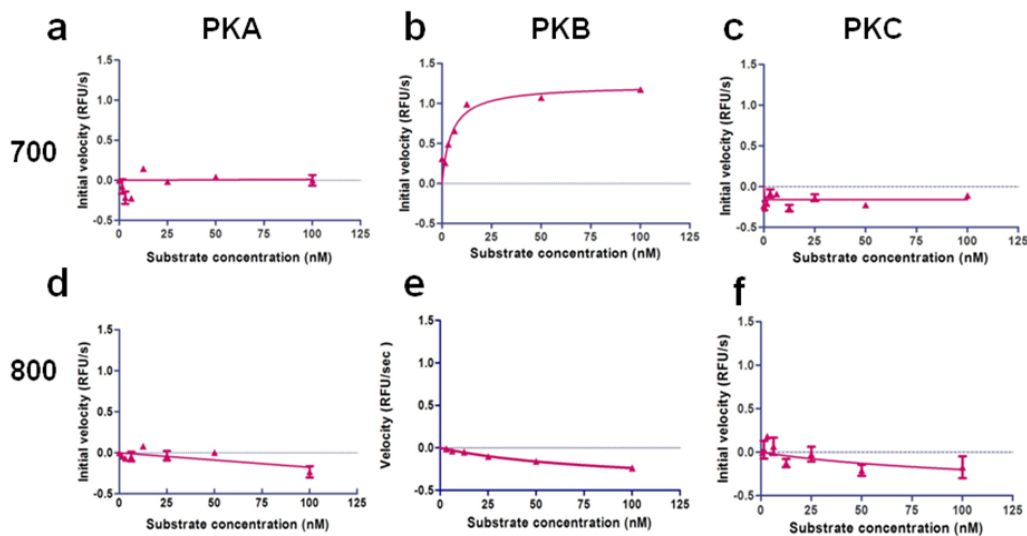 a PKA b PKB c PKC
700
Initial velocity (RFU/s)
1.5
1.0
0.5
0.0
-0.5
0 25 50 75 100 125
Substrate concentration (nM)
Initial velocity (RFU/s)
1.5
1.0
0.5
0.0
-0.5
0 25 50 75 100 125
Substrate concentration (nM)
Initial velocity (RFU/s)
1.5
1.0
0.5
0.0
-0.5
0 25 50 75 100 125
Substrate concentration (nM)
d e f
800
Initial velocity (RFU/s)
1.5
1.0
0.5
0.0
-0.5
0 25 50 75 100 125
Substrate concentration (nM)
Velocity (RFU/sec )
1.5
1.0
0.5
0.0
-0.5
0 25 50 75 100 125
Substrate concentration (nM)
Initial velocity (RFU/s)
1.5
1.0
0.5
0.0
-0.5
0 25 50 75 100 125
Substrate concentration (nM)